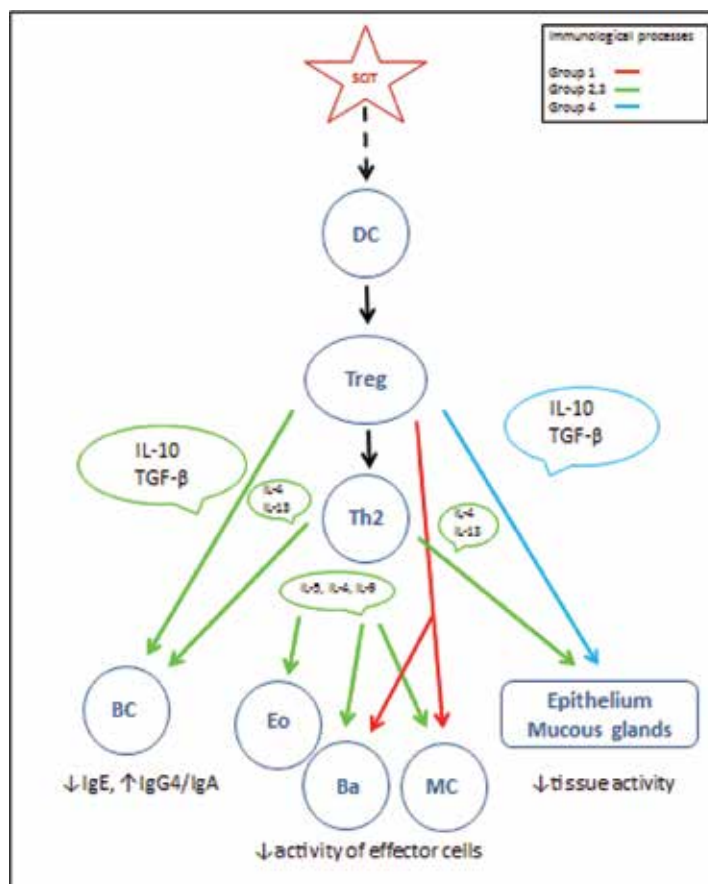 SCIT
Immunological processes
Group 1
Group 2,3
Group 4
DC
Treg
IL-10
TGF-β
IL-10
TGF-β
IL-4
IL-13
Th2
IL-4
IL-13
IL-5, IL-4, IL-9
BC
Eo
Ba
MC
Epithelium
Mucous glands
↓IgE, ↑IgG4/IgA
↓tissue activity
↓activity of effector cells